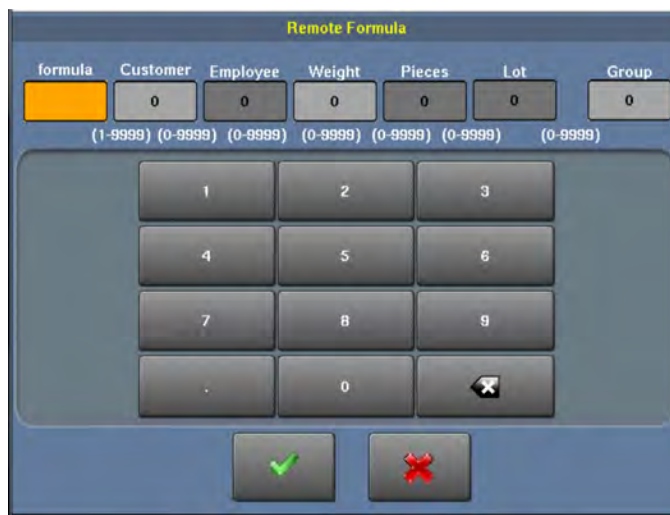 Remote Formula
formula Customer Employee Weight Pieces Lot Group
0 0 0 0 0 0
(1-9999) (0-9999) (0-9999) (0-9999) (0-9999) (0-9999) (0-9999)
1 2 3
4 5 6
7 8 9
. 0